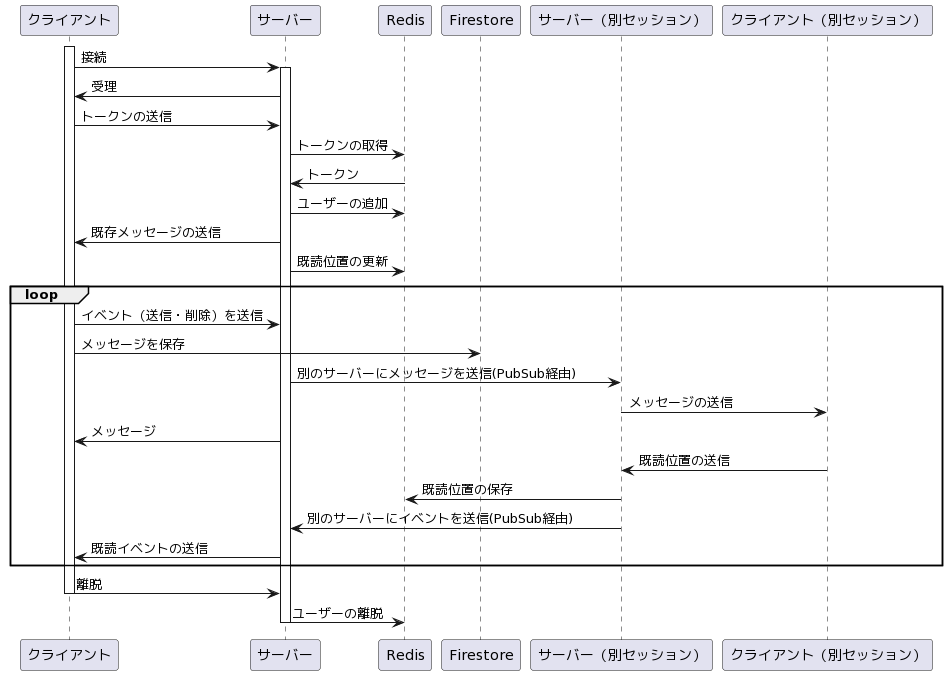 クライアント
サーバー
Redis
Firestore
サーバー（別セッション）
クライアント（別セッション）
接続
受理
トークンの送信
トークンの取得
トークン
ユーザーの追加
既存メッセージの送信
既読位置の更新
loop
イベント（送信・削除）を送信
メッセージを保存
別のサーバーにメッセージを送信(PubSub経由)
メッセージの送信
メッセージ
既読位置の送信
既読位置の保存
別のサーバーにイベントを送信(PubSub経由)
既読イベントの送信
離脱
ユーザーの離脱
クライアント
サーバー
Redis
Firestore
サーバー（別セッション）
クライアント（別セッション）